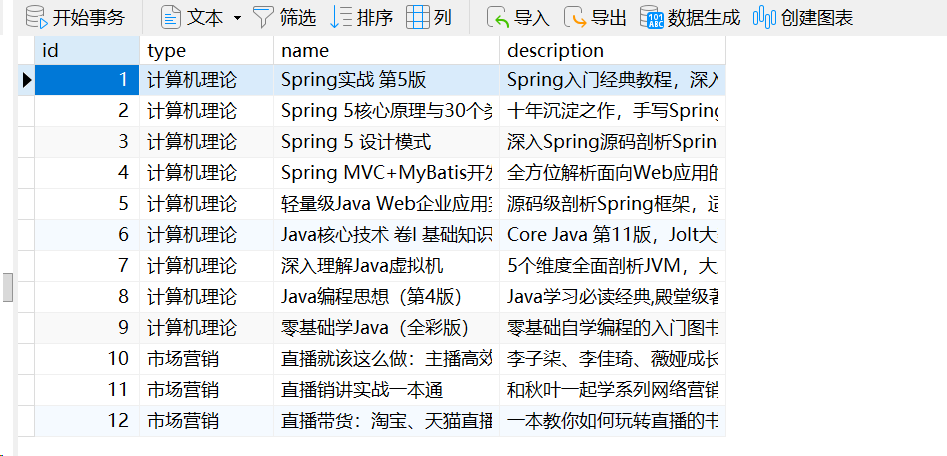 开始事务 文本 筛选 排序 列 导入 导出 数据生成 创建图表
id type name description
1 计算机理论 Spring实战 第5版 Spring入门经典教程，深入
2 计算机理论 Spring 5核心原理与30个 十年沉淀之作，手写Spring
3 计算机理论 Spring 5 设计模式 深入Spring源码剖析Sprin
4 计算机理论 Spring MVC+MyBatis开发 全方位解析面向Web应用的
5 计算机理论 轻量级Java Web企业应用 源码级剖析Spring框架，适
6 计算机理论 Java核心技术 卷I 基础知识 Core Java 第11版，Jolt大
7 计算机理论 深入理解Java虚拟机 5个维度全面剖析JVM，大
8 计算机理论 Java编程思想（第4版） Java学习必读经典,殿堂级著
9 计算机理论 零基础学Java（全彩版） 零基础自学编程的入门图书
10 市场营销 直播就该这么做：主播高效 李子柒、李佳琦、薇娅成长
11 市场营销 直播销讲实战一本通 和秋叶一起学系列网络营销
12 市场营销 直播带货：淘宝、天猫直播 一本教你如何玩转直播的书